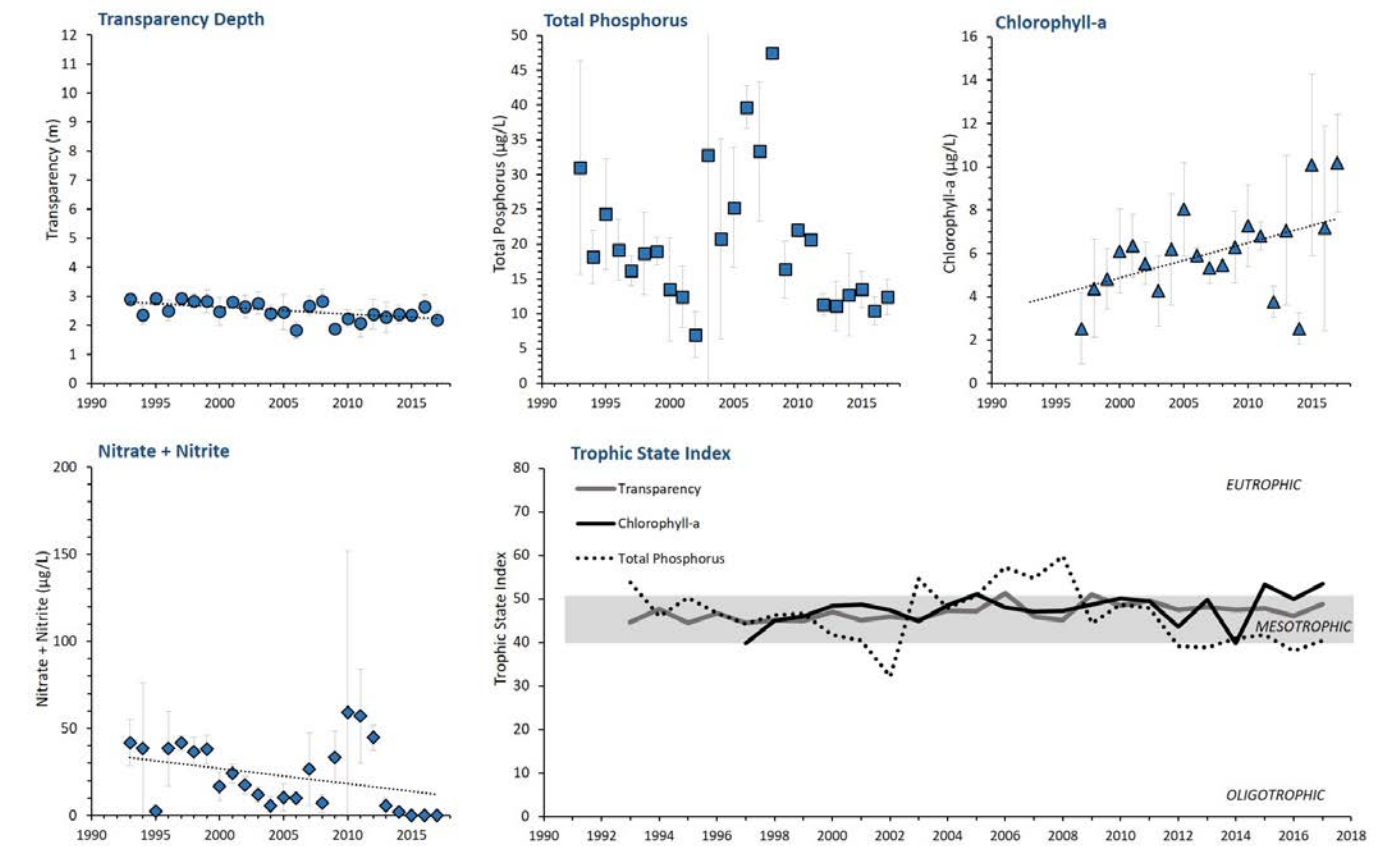 Transparency Depth
12
11
10
9
8
7
6
5
4
3
2
1
0
Transparency (m)
1990 1995 2000 2005 2010 2015
Total Phosphorus
50
45
40
35
30
25
20
15
10
5
0
Total Posphorus (µg/L)
1990 1995 2000 2005 2010 2015
Chlorophyll-a
16
14
12
10
8
6
4
2
0
Chlorophyll-a (µg/L)
1990 1995 2000 2005 2010 2015
Nitrate + Nitrite
200
150
100
50
0
Nitrate + Nitrite (µg/L)
1990 1995 2000 2005 2010 2015
Trophic State Index
80
70
60
50
40
30
20
10
0
Trophic State Index
Transparency
Chlorophyll-a
Total Phosphorus
EUTROPHIC
MESOTROPHIC
OLIGOTROPHIC
1990 1992 1994 1996 1998 2000 2002 2004 2006 2008 2010 2012 2014 2016 2018